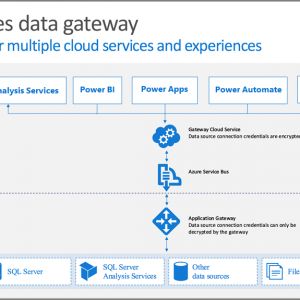 es data gateway
r multiple cloud services and experiences
nalysis Services
Power BI
Power Apps
Power Automate
Gateway Cloud Service
Data source connection credentials are encrypte
Azure Service Bus
Application Gateway
Data source connection credentials can only
be decrypted by the gateway
SQL Server
SQL Server
Analysis Services
Other
data sources
File